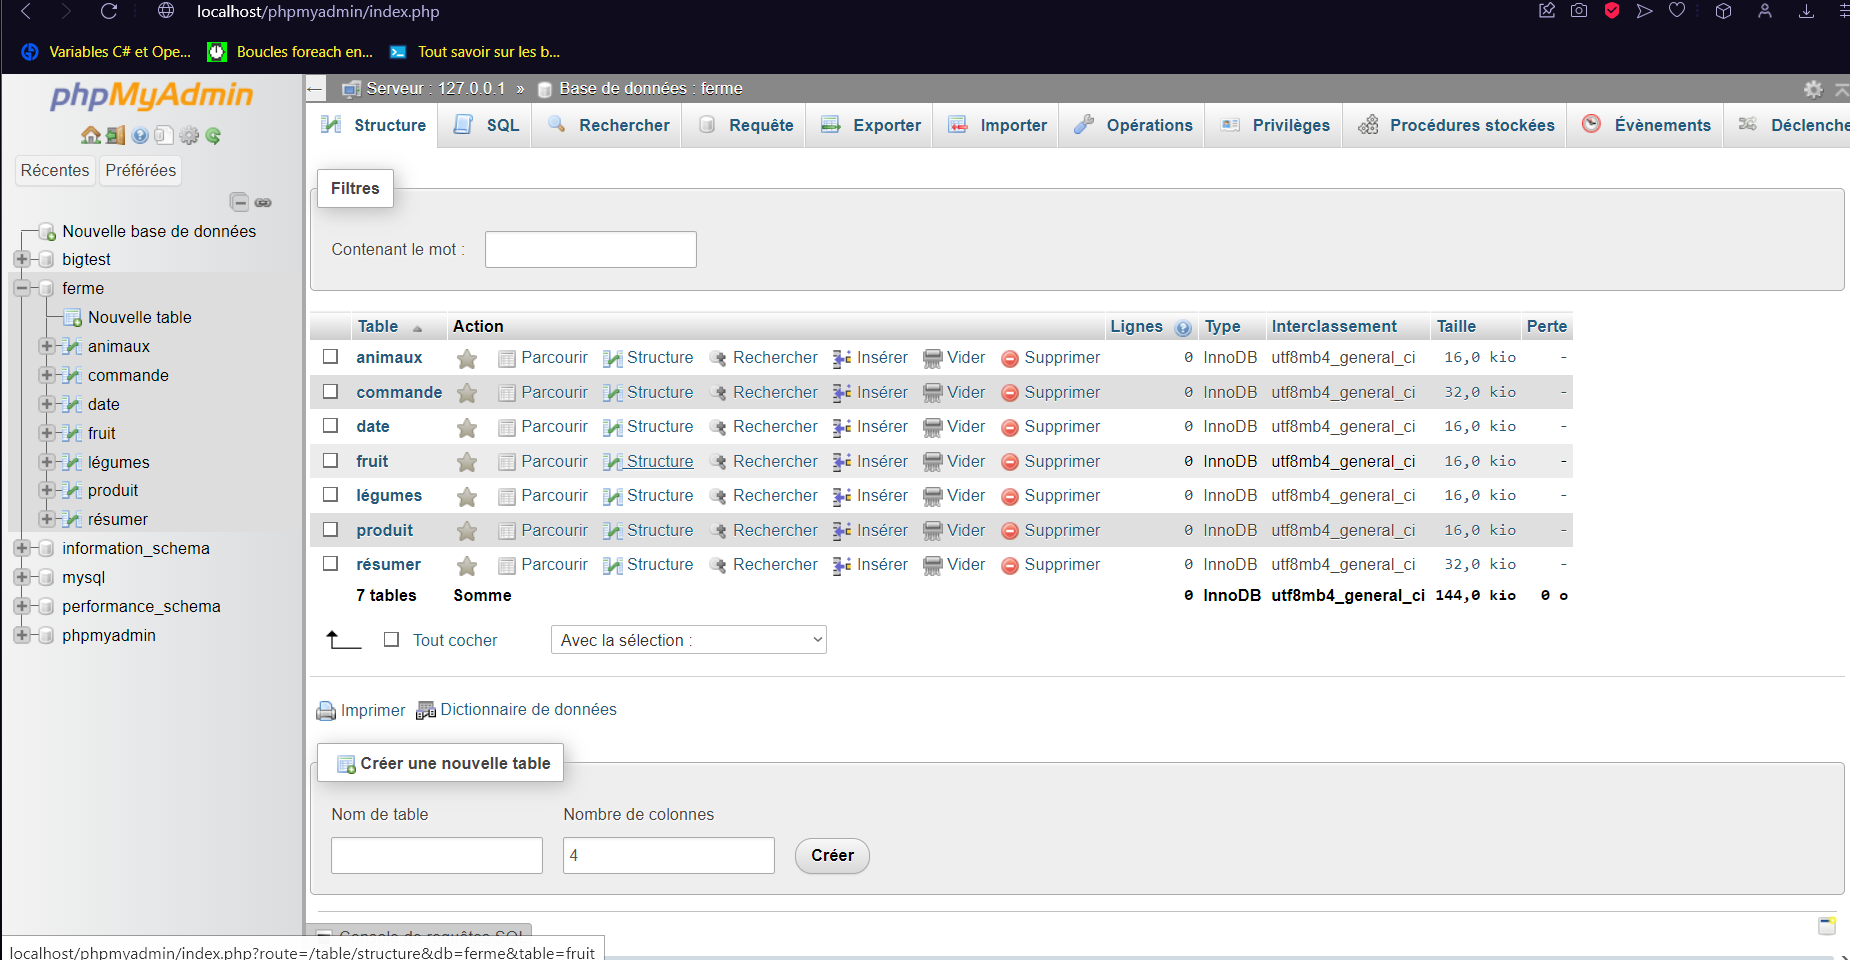 localhost/phpmyadmin/index.php
Variables C# et Ope...
Boucles foreach en...
Tout savoir sur les b...
phpMyAdmin
Récentes
Préférées
Nouvelle base de données
bigtest
ferme
Nouvelle table
animaux
commande
date
fruit
légumes
produit
résumer
information_schema
mysql
performance_schema
phpmyadmin
Serveur : 127.0.0.1 » Base de données : ferme
Structure SQL Rechercher Requête Exporter Importer Opérations Privilèges Procédures stockées Évènements Déclenche
Filtres
Contenant le mot :
Table Action Lignes Type Interclassement Taille Perte
animaux Parcourir Structure Rechercher Insérer Vider Supprimer 0 InnoDB utf8mb4_general_ci 16,0 kio -
commande Parcourir Structure Rechercher Insérer Vider Supprimer 0 InnoDB utf8mb4_general_ci 32,0 kio -
date Parcourir Structure Rechercher Insérer Vider Supprimer 0 InnoDB utf8mb4_general_ci 16,0 kio -
fruit Parcourir Structure Rechercher Insérer Vider Supprimer 0 InnoDB utf8mb4_general_ci 16,0 kio -
légumes Parcourir Structure Rechercher Insérer Vider Supprimer 0 InnoDB utf8mb4_general_ci 16,0 kio -
produit Parcourir Structure Rechercher Insérer Vider Supprimer 0 InnoDB utf8mb4_general_ci 16,0 kio -
résumer Parcourir Structure Rechercher Insérer Vider Supprimer 0 InnoDB utf8mb4_general_ci 32,0 kio -
7 tables Somme 0 InnoDB utf8mb4_general_ci 144,0 kio 0 o
Tout cocher Avec la sélection :
Imprimer Dictionnaire de données
Créer une nouvelle table
Nom de table Nombre de colonnes
4 Créer
Console de requêtes SQL
localhost/phpmyadmin/index.php?route=/table/structure&db=ferme&table=fruit